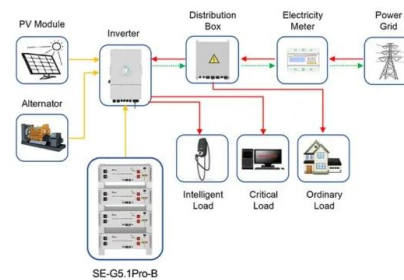 PV Module
Inverter
Distribution
Box
Electricity
Meter
Power
Grid
Alternator
Intelligent
Load
Critical
Load
Ordinary
Load
SE-G5.1Pro-B